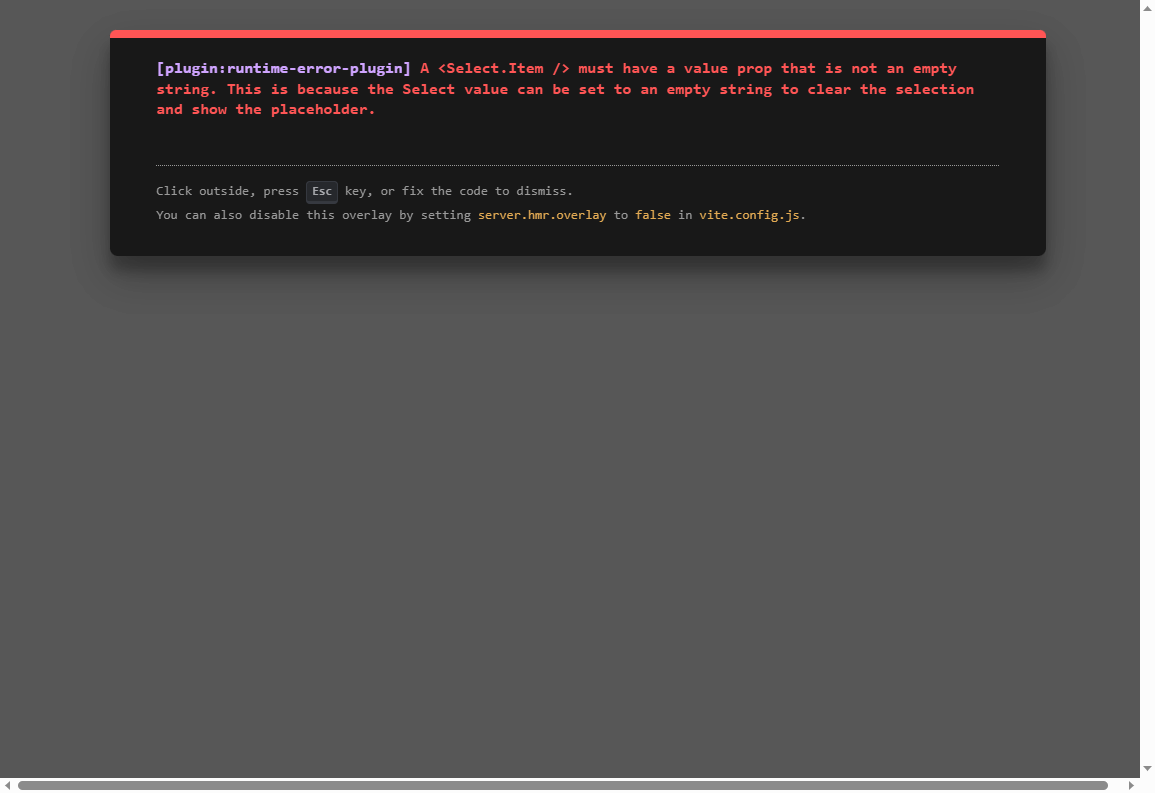 [plugin:runtime-error-plugin] A <Select.Item /> must have a value prop that is not an empty
string. This is because the Select value can be set to an empty string to clear the selection
and show the placeholder.
Click outside, press Esc key, or fix the code to dismiss.
You can also disable this overlay by setting server.hmr.overlay to false in vite.config.js.